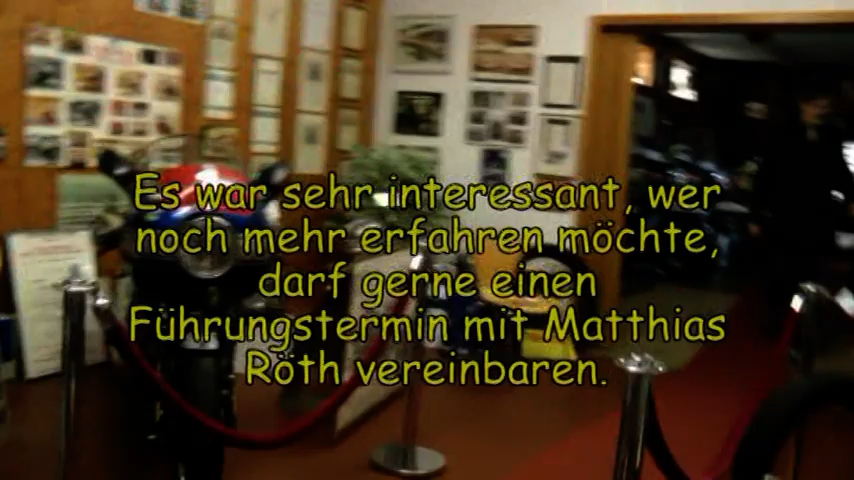 Es war sehr interessant, wer
noch mehr erfahren möchte,
darf gerne einen
Führungstermin mit Matthias
Röth vereinbaren.